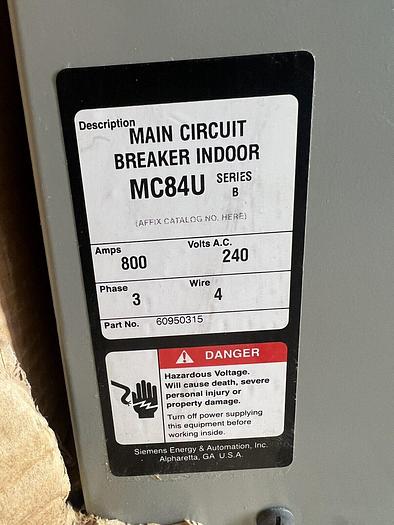 Description
MAIN CIRCUIT
BREAKER INDOOR
MC84U SERIES B
(AFFIX CATALOG NO. HERE)
Amps 800 Volts A.C. 240
Phase 3 Wire 4
Part No. 60950315
DANGER
Hazardous Voltage.
Will cause death, severe
personal injury or
property damage.
Turn off power supplying
this equipment before
working inside.
Siemens Energy & Automation, Inc.
Alpharetta, GA U.S.A.